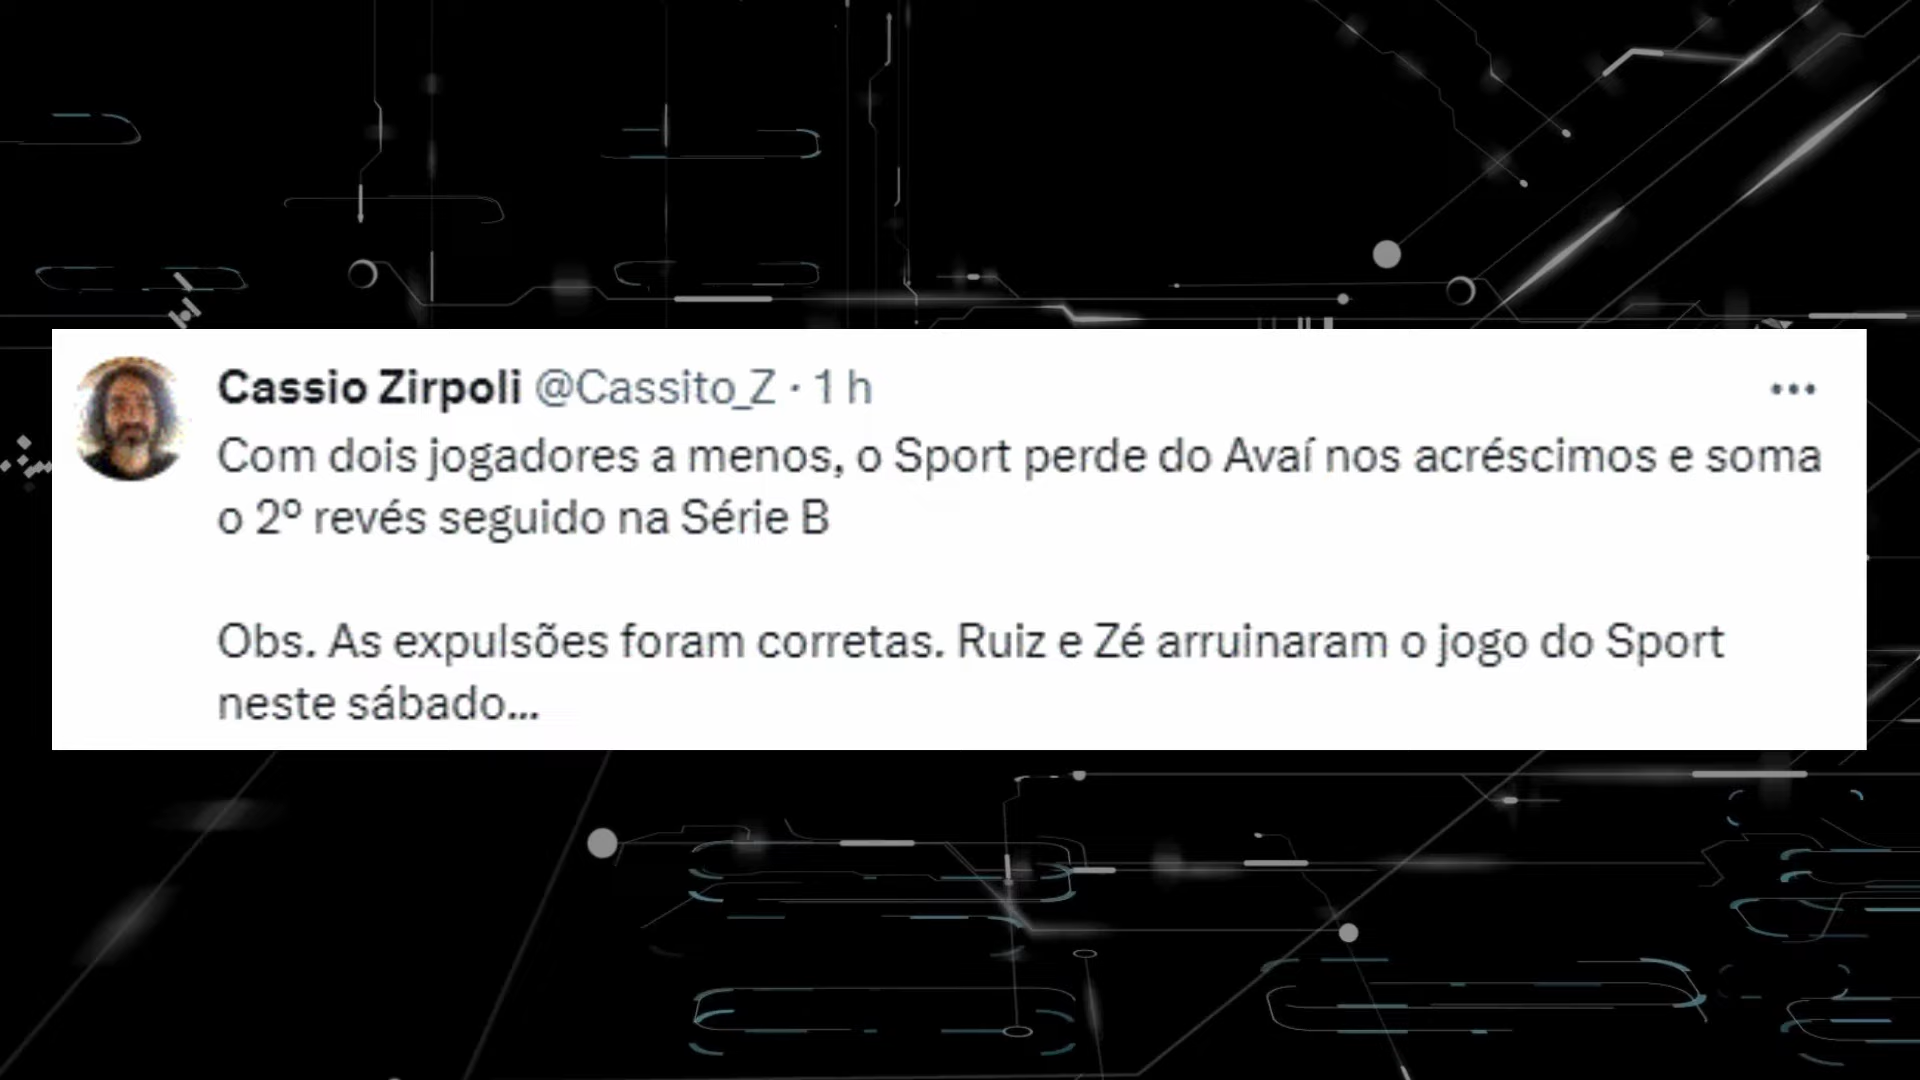 Cassio Zirpoli @Cassito_Z · 1 h
Com dois jogadores a menos, o Sport perde do Avaí nos acréscimos e soma
o 2º revés seguido na Série B
Obs. As expulsões foram corretas. Ruiz e Zé arruinaram o jogo do Sport
neste sábado...